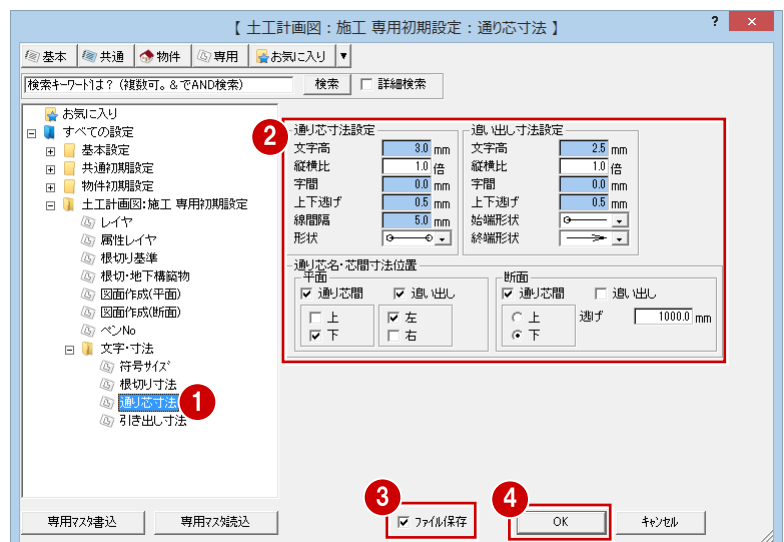 【 土工計画図：施工 専用初期設定：通り芯寸法 】
?
×
基本 共通 物件 専用 お気に入り
検索キーワードは？（複数可。＆でAND検索） 検索 詳細検索
お気に入り
すべての設定
基本設定
共通初期設定
物件初期設定
土工計画図：施工 専用初期設定
レイヤ
属性レイヤ
根切り基準
根切・地下構築物
図面作成(平面)
図面作成(断面)
ペンNo
文字・寸法
符号サイズ
根切り寸法
通り芯寸法
引き出し寸法
1
2
通り芯寸法設定
文字高 3.0 mm
縦横比 1.0 倍
字間 0.0 mm
上下逃げ 0.5 mm
線間隔 5.0 mm
形状
追い出し寸法設定
文字高 2.5 mm
縦横比 1.0 倍
字間 0.0 mm
上下逃げ 0.5 mm
始端形状
終端形状
通り芯名・芯間寸法位置
平面
通り芯間 追い出し
上 左
下 右
断面
通り芯間 追い出し
上 逃げ 1000.0 mm
下
3
4
専用マスタ書込 専用マスタ読込 ファイル保存 OK キャンセル